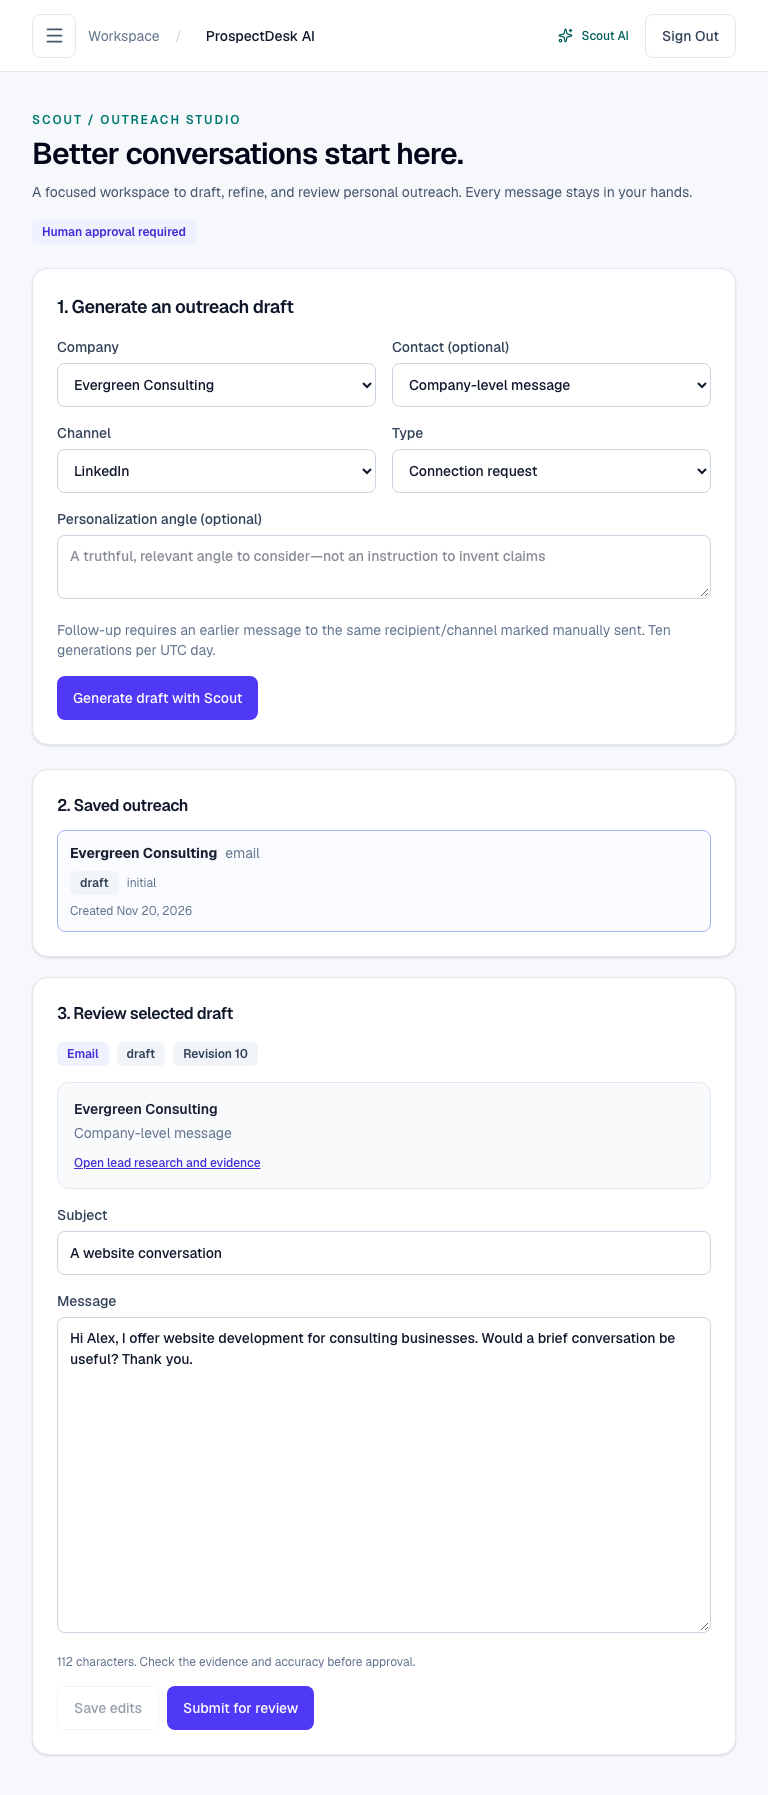 Workspace / ProspectDesk AI
Scout AI
Sign Out
SCOUT / OUTREACH STUDIO
Better conversations start here.
A focused workspace to draft, refine, and review personal outreach. Every message stays in your hands.
Human approval required
1. Generate an outreach draft
Company
Contact (optional)
Evergreen Consulting
Company-level message
Channel
Type
LinkedIn
Connection request
Personalization angle (optional)
A truthful, relevant angle to consider—not an instruction to invent claims
Follow-up requires an earlier message to the same recipient/channel marked manually sent. Ten
generations per UTC day.
Generate draft with Scout
2. Saved outreach
Evergreen Consulting email
draft initial
Created Nov 20, 2026
3. Review selected draft
Email draft Revision 10
Evergreen Consulting
Company-level message
Open lead research and evidence
Subject
A website conversation
Message
Hi Alex, I offer website development for consulting businesses. Would a brief conversation be
useful? Thank you.
112 characters. Check the evidence and accuracy before approval.
Save edits
Submit for review